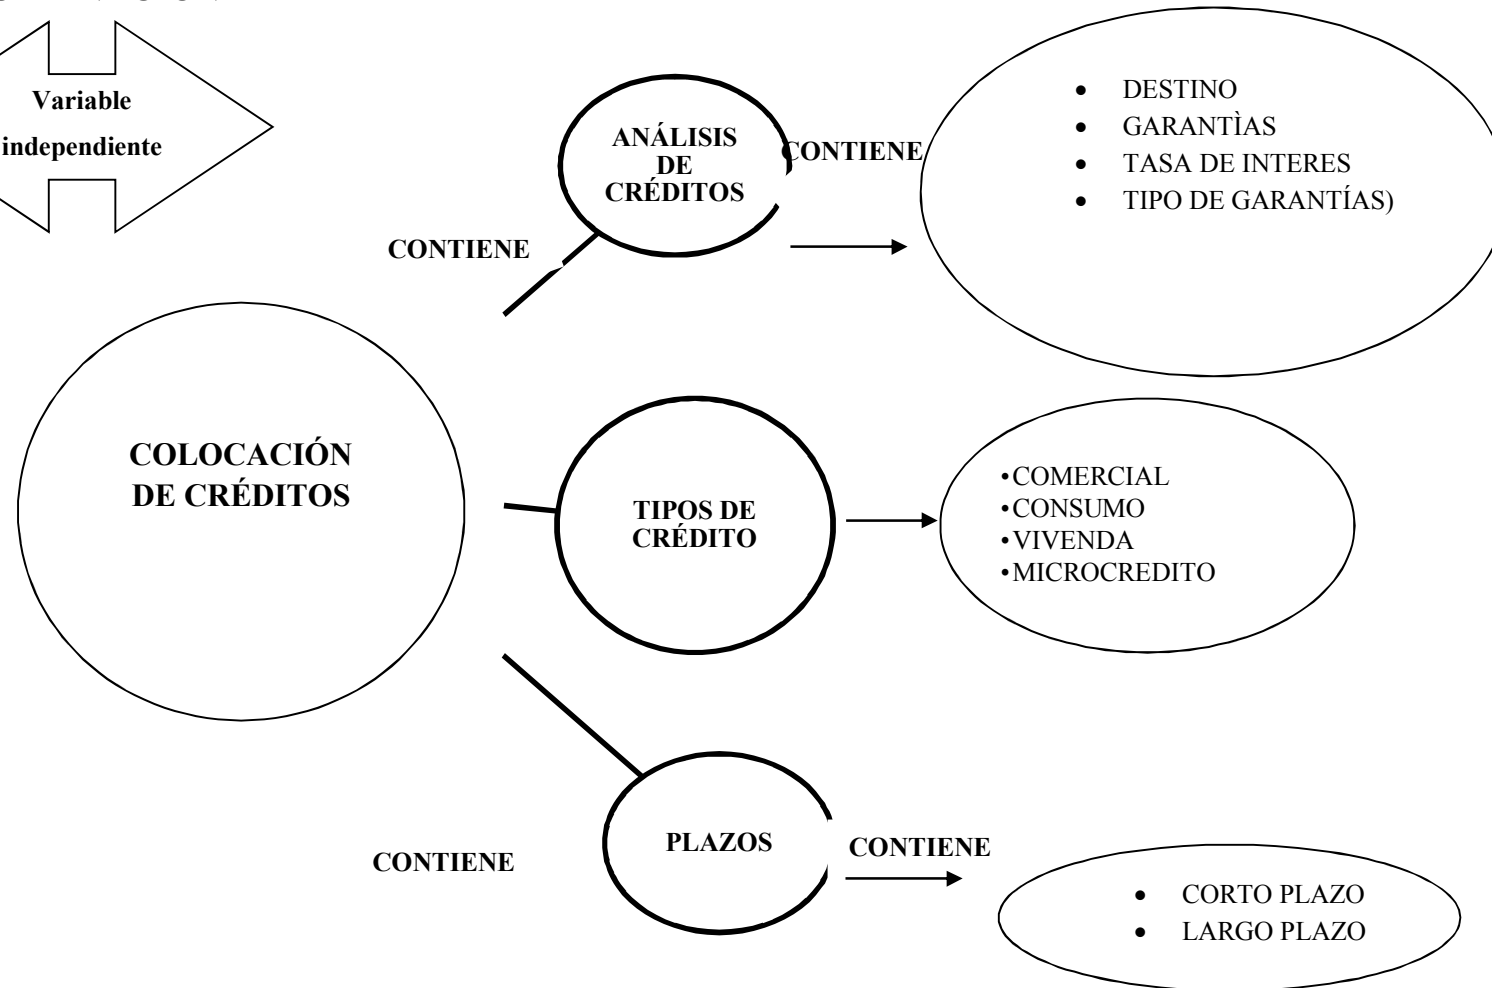 Variable
independiente
ANÁLISIS
DE
CRÉDITOS
CONTIENE
• DESTINO
• GARANTÌAS
• TASA DE INTERES
• TIPO DE GARANTÍAS)
CONTIENE
COLOCACIÓN
DE CRÉDITOS
TIPOS DE
CRÉDITO
•COMERCIAL
•CONSUMO
•VIVENDA
•MICROCREDITO
CONTIENE
PLAZOS
CONTIENE
• CORTO PLAZO
• LARGO PLAZO